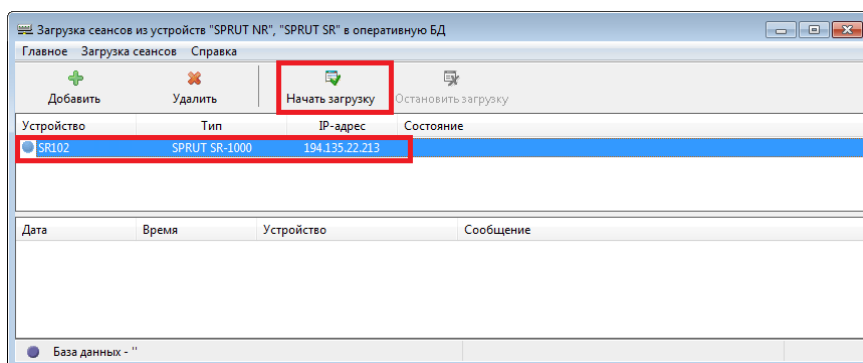 Загрузка сеансов из устройств "SPRUT NR", "SPRUT SR" в оперативную БД
Главное Загрузка сеансов Справка
Добавить Удалить Начать загрузку Остановить загрузку
Устройство Тип IP-адрес Состояние
SR102 SPRUT SR-1000 194.135.22.213
Дата Время Устройство Сообщение
База данных - ''